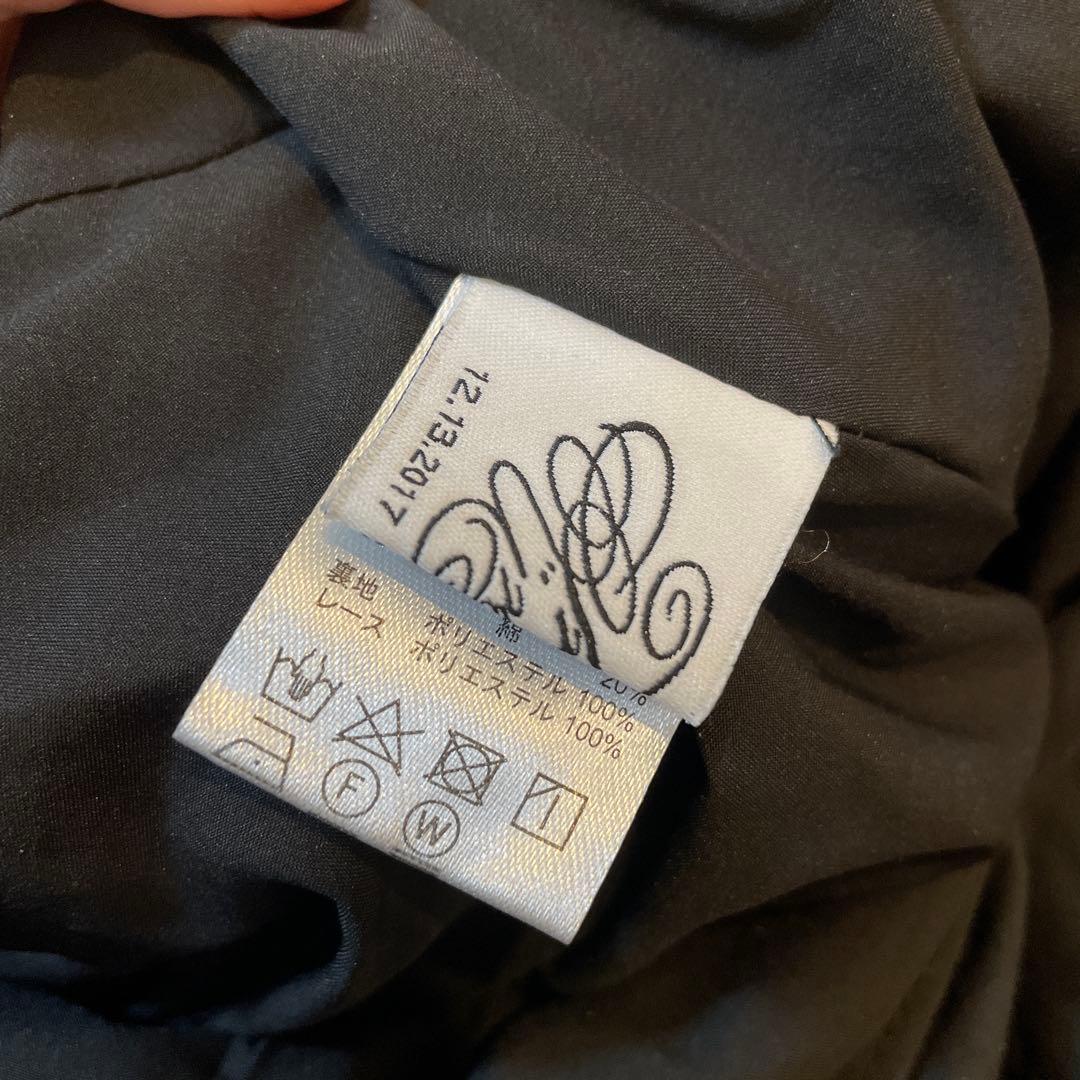 12.13.2017
綿 20%
裏地 ポリエステル 100%
レース ポリエステル 100%
F
W